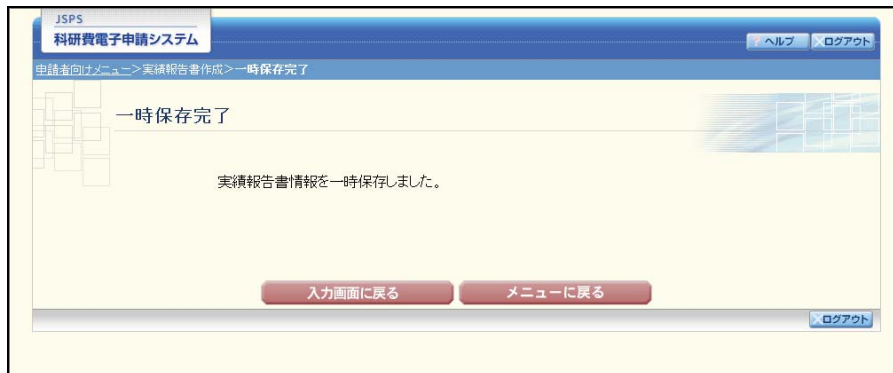 JSPS
科研費電子申請システム
ヘルプ ログアウト
申請者向けメニュー>実績報告書作成>一時保存完了
一時保存完了
実績報告書情報を一時保存しました。
入力画面に戻る メニューに戻る
ログアウト